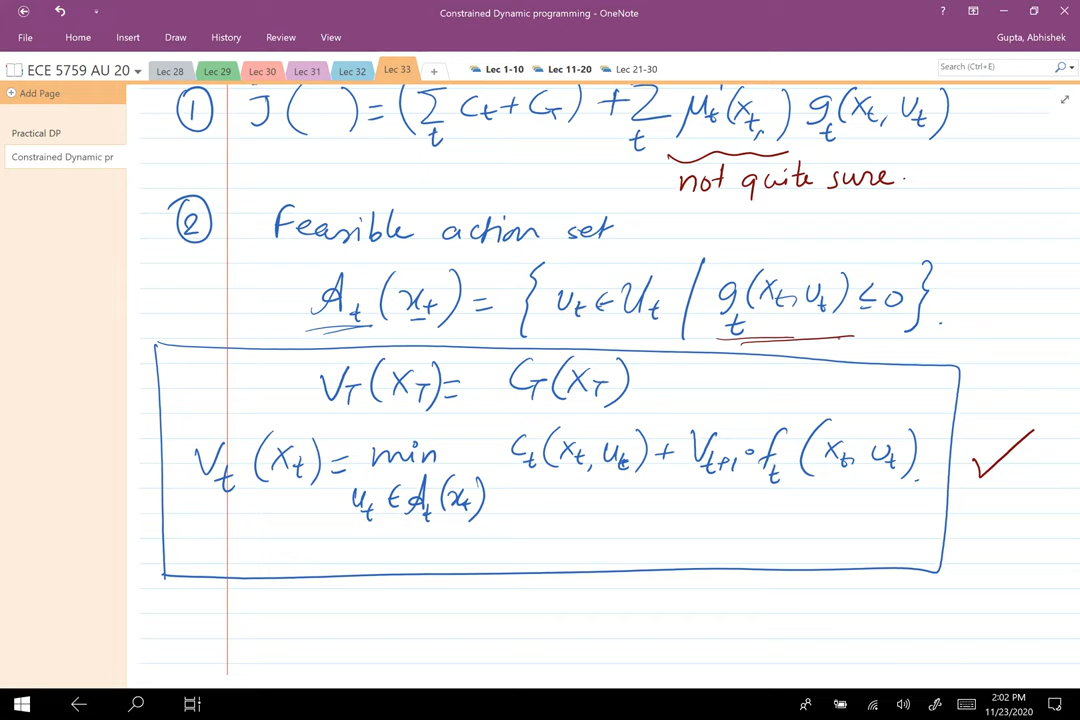 Constrained Dynamic programming - OneNote
?
Gupta, Abhishek
File Home Insert Draw History Review View
ECE 5759 AU 20 Lec 28 Lec 29 Lec 30 Lec 31 Lec 32 Lec 33 + Lec 1-10 Lec 11-20 Lec 21-30 Search (Ctrl+E)
Add Page
Practical DP
Constrained Dynamic pr
① J ( ) = (∑_t C_t + C_T) + ∑_t μ_t(x_t, ) g_t(x_t, u_t)
not quite sure.
② Feasible action set
A_t (x_t) = { u_t ∈ U_t | g_t(x_t, u_t) ≤ 0 }.
V_T (x_T) = C_T (x_T)
V_t (x_t) = min C_t (x_t, u_t) + V_{t+1} ∘ f_t (x_t, u_t).
u_t ∈ A_t (x_t)
2:02 PM
11/23/2020